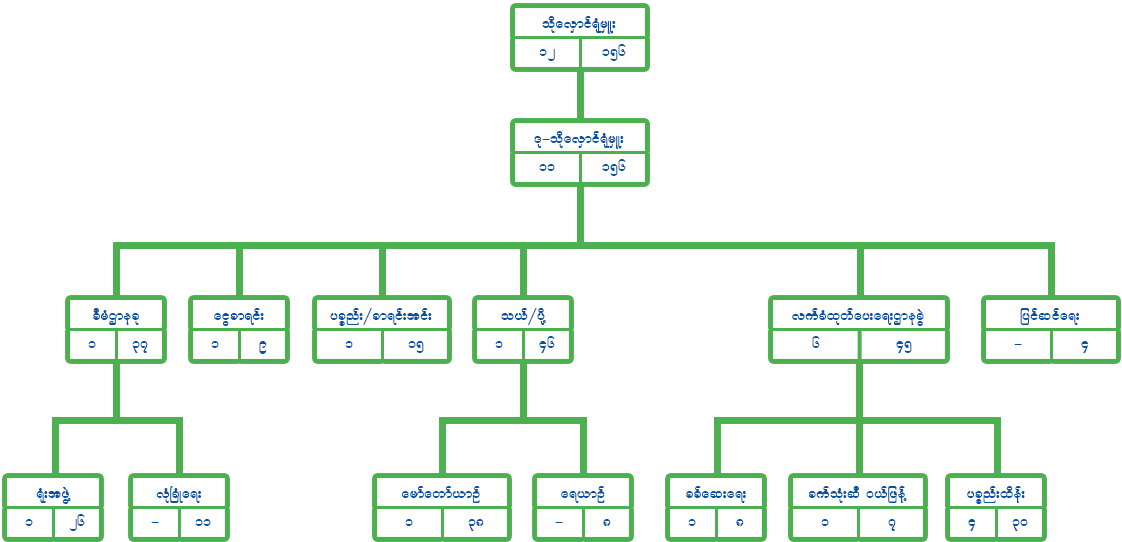 သိုလှောင်ရုံမှူး
၁၂ ၁၅၆
ဒု-သိုလှောင်ရုံမှူး
၁၁ ၁၅၆
စီမံဌာနခု ငွေစာရင်း ပစ္စည်း/စာရင်းအင်း သယ်/ပို့ လက်ခံထုတ်ပေးရေးဌာနခွဲ ပြင်ဆင်ရေး
၁ ၃၇ ၁ ၉ ၁ ၁၅ ၁ ၄၆ ၆ ၄၅ - ၄
ရုံးအဖွဲ့ လုံခြုံရေး မော်တော်ယာဉ် ရေယာဉ် စစ်ဆေးရေး စက်သုံးဆီ ဝယ်ဖြန့် ပစ္စည်းထိန်း
၁ ၂၆ - ၁၁ ၁ ၃၈ - ၈ ၁ ၈ ၁ ၇ ၄ ၃၀